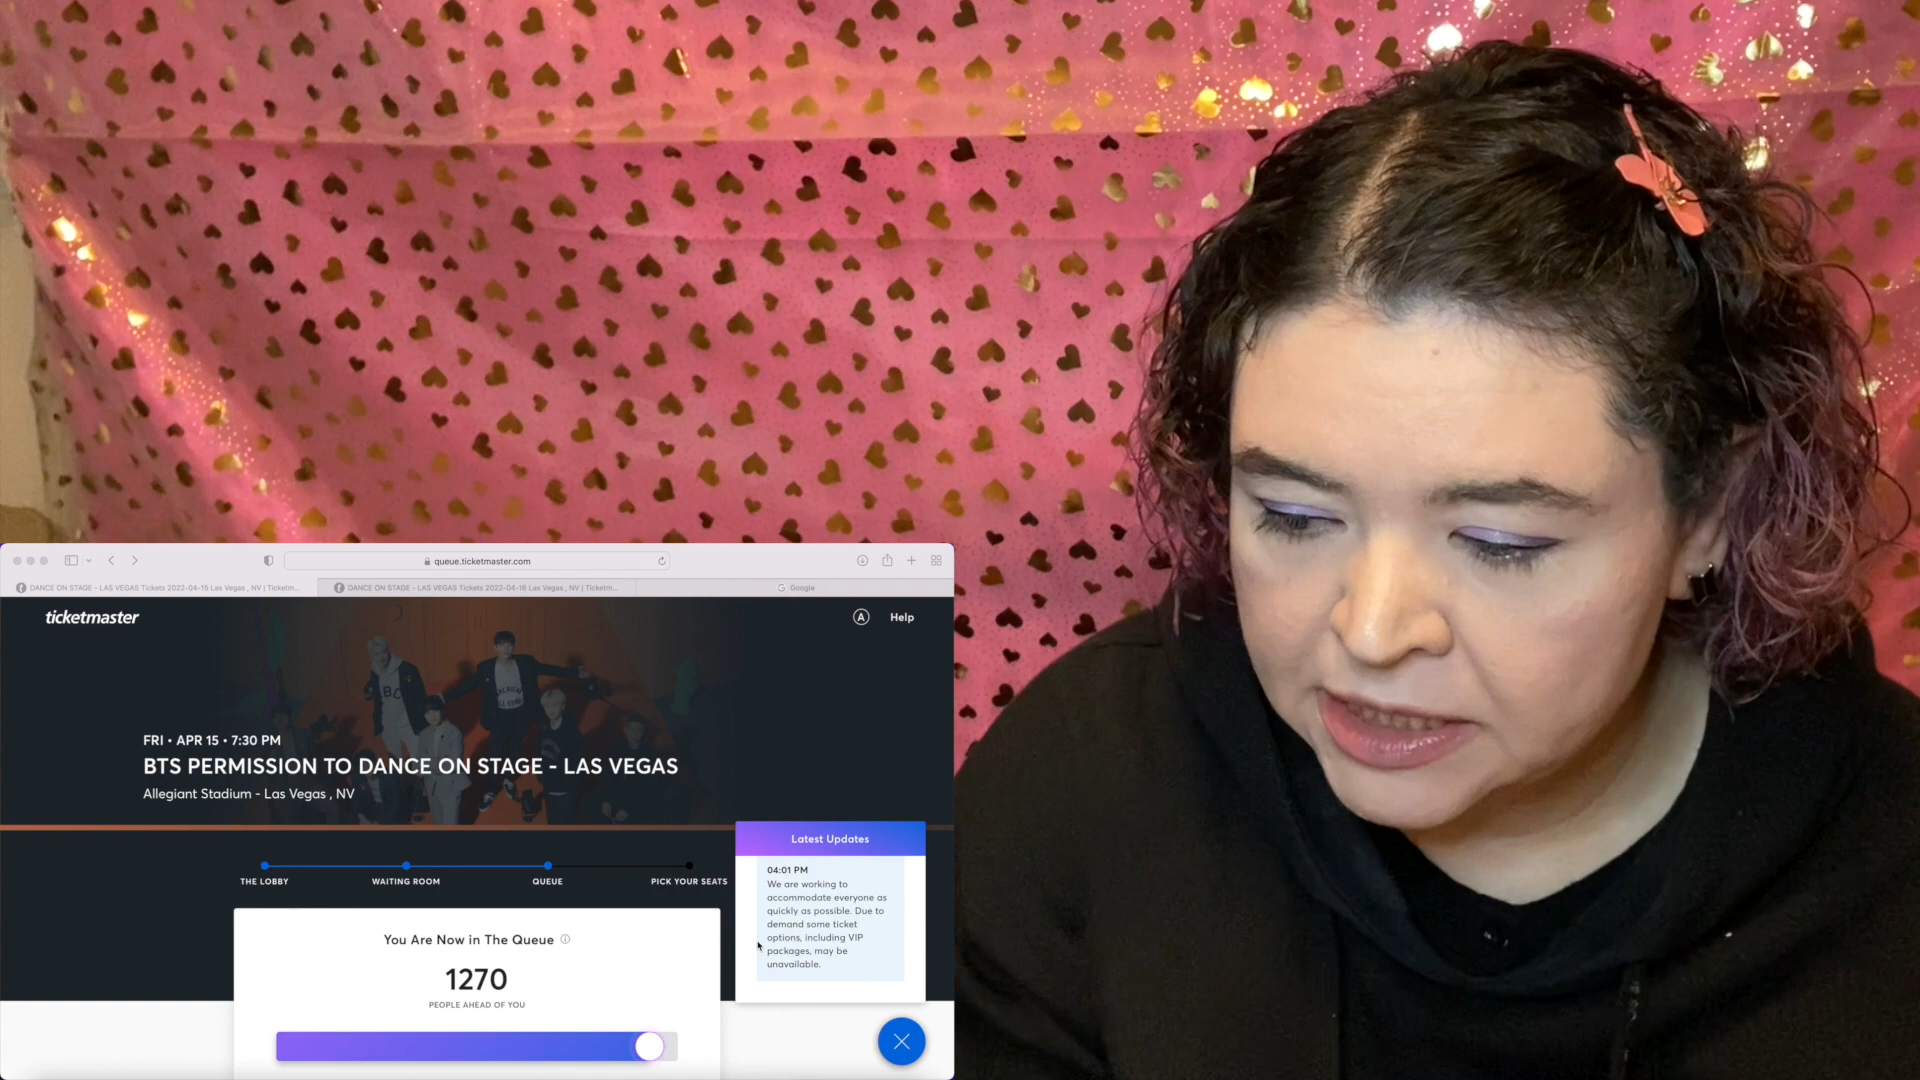 queue.ticketmaster.com
DANCE ON STAGE - LAS VEGAS Tickets 2022-04-15 Las Vegas , NV | Ticketm...
DANCE ON STAGE - LAS VEGAS Tickets 2022-04-16 Las Vegas , NV | Ticketm...
Google
ticketmaster
A
Help
FRI • APR 15 • 7:30 PM
BTS PERMISSION TO DANCE ON STAGE - LAS VEGAS
Allegiant Stadium - Las Vegas , NV
THE LOBBY
WAITING ROOM
QUEUE
PICK YOUR SEATS
You Are Now in The Queue
1270
PEOPLE AHEAD OF YOU
Latest Updates
04:01 PM
We are working to
accommodate everyone as
quickly as possible. Due to
demand some ticket
options, including VIP
packages, may be
unavailable.